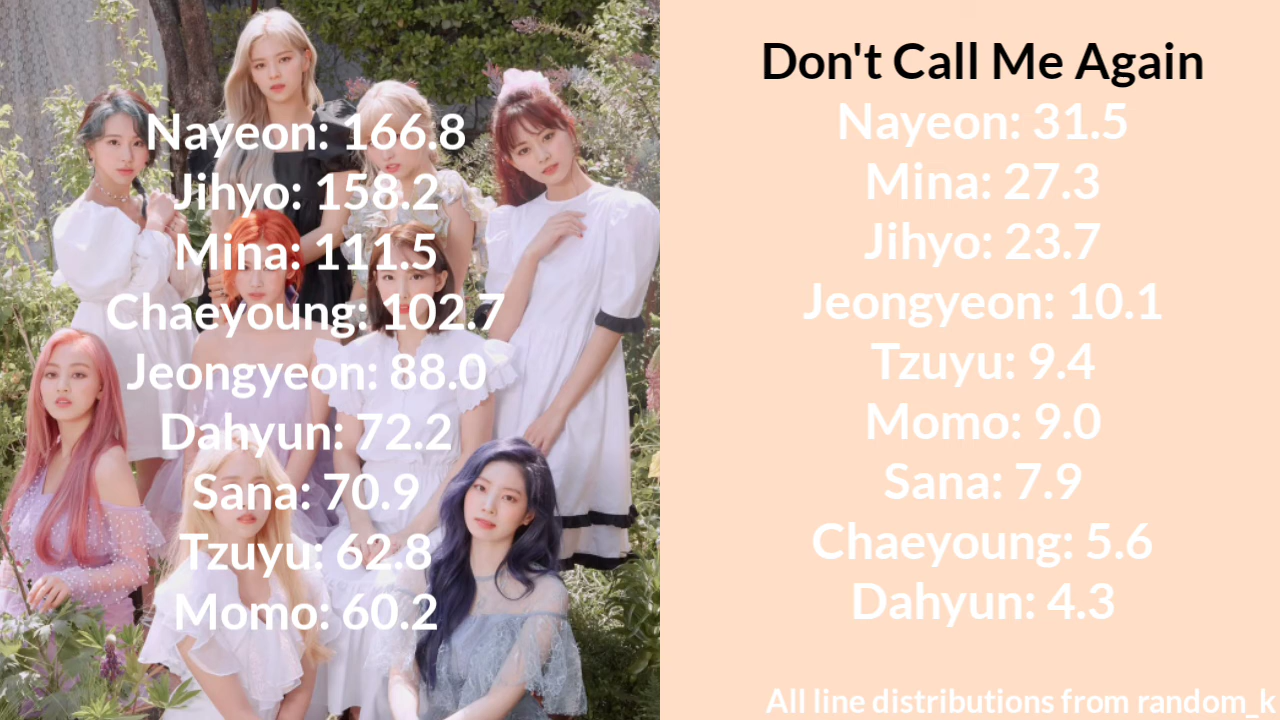 Nayeon: 166.8
Jihyo: 158.2
Mina: 111.5
Chaeyoung: 102.7
Jeongyeon: 88.0
Dahyun: 72.2
Sana: 70.9
Tzuyu: 62.8
Momo: 60.2
Don't Call Me Again
Nayeon: 31.5
Mina: 27.3
Jihyo: 23.7
Jeongyeon: 10.1
Tzuyu: 9.4
Momo: 9.0
Sana: 7.9
Chaeyoung: 5.6
Dahyun: 4.3
All line distributions from random_k